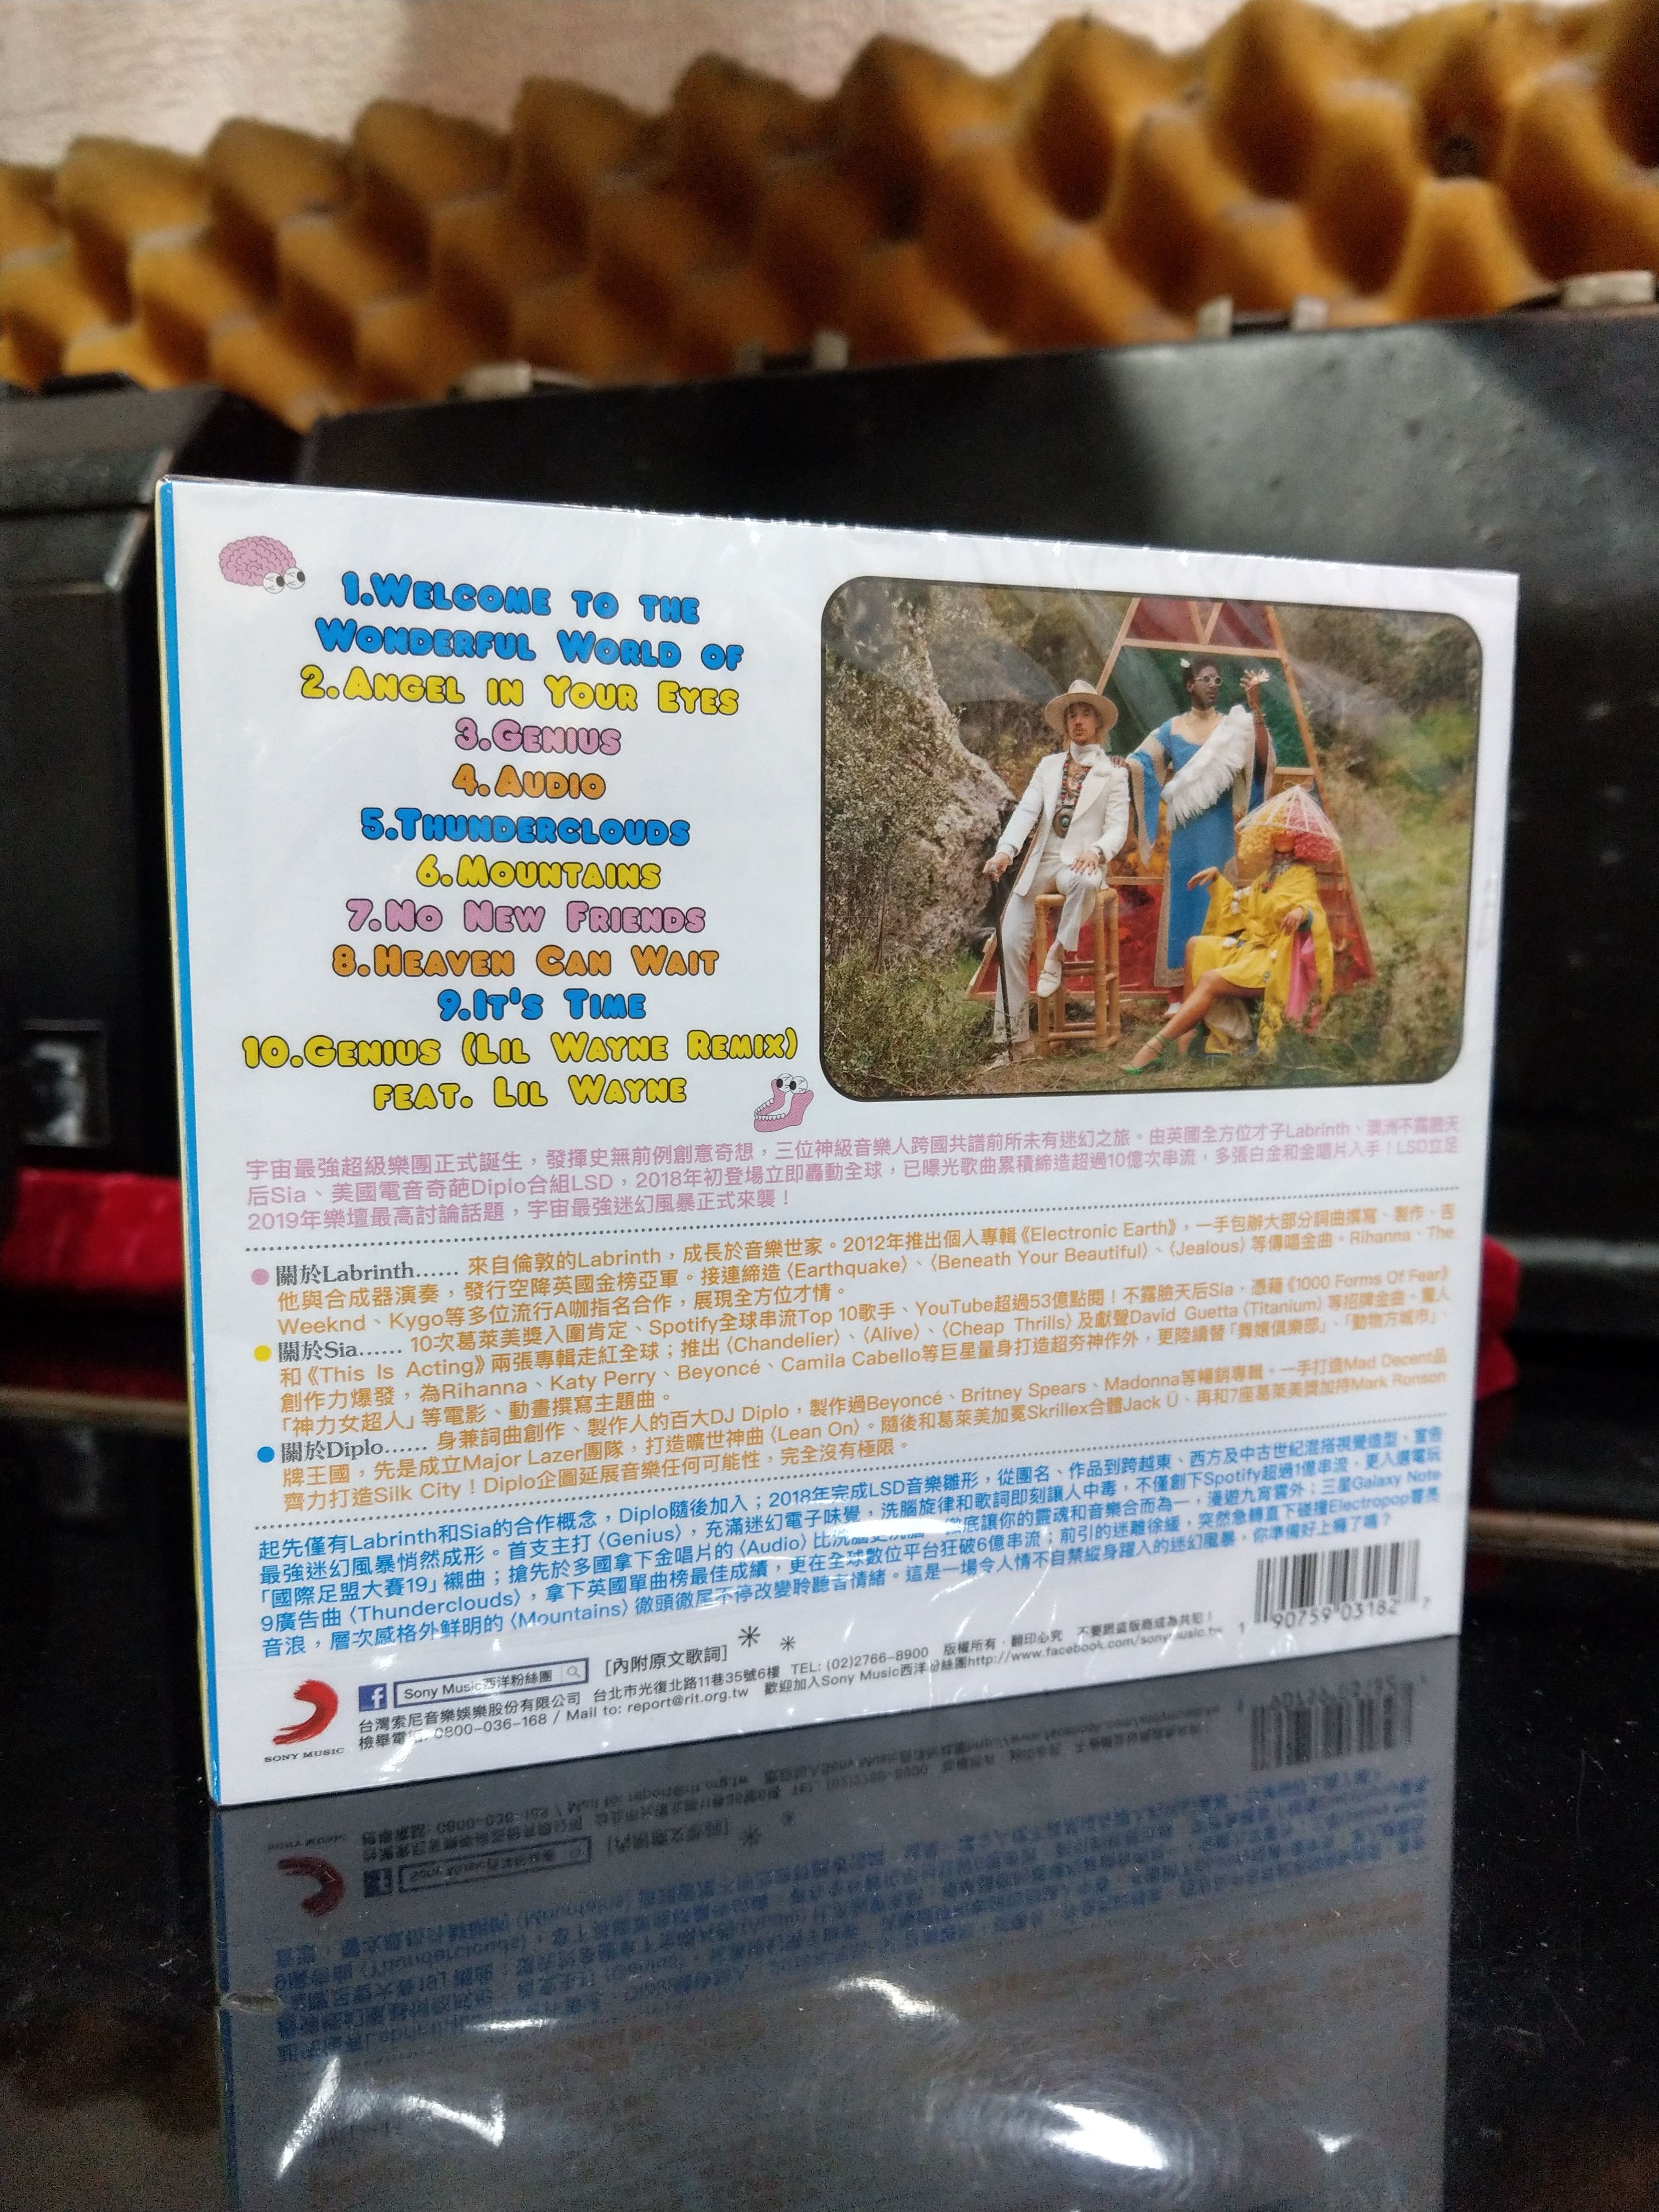 1.Welcome to the
Wonderful World of
2.Angel in Your Eyes
3.Genius
4.Audio
5.Thunderclouds
6.Mountains
7.No New Friends
8.Heaven Can Wait
9.It's Time
10.Genius (Lil Wayne Remix)
feat. Lil Wayne
宇宙最強超級樂團正式誕生，發揮史無前例創意奇想，三位神級音樂人跨國共譜前所未有迷幻之旅。由英國全方位才子Labrinth、澳洲不露臉天
后Sia、美國電音奇葩Diplo合組LSD，2018年初登場立即轟動全球，已曝光歌曲累積締造超過10億次串流，多張白金和金唱片入手！LSD立足
2019年樂壇最高討論話題，宇宙最強迷幻風暴正式來襲！
關於Labrinth…… 來自倫敦的Labrinth，成長於音樂世家。2012年推出個人專輯《Electronic Earth》，一手包辦大部分詞曲撰寫、製作、吉
他與合成器演奏，發行空降英國金榜亞軍。接連締造〈Earthquake〉、〈Beneath Your Beautiful〉、〈Jealous〉等傳唱金曲。Rihanna、The
Weeknd、Kygo等多位流行A咖指名合作，展現全方位才情。
關於Sia…… 10次葛萊美獎入圍肯定、Spotify全球串流Top 10歌手、YouTube超過53億點閱！不露臉天后Sia，憑藉《1000 Forms Of Fear》
和《This Is Acting》兩張專輯走紅全球；推出〈Chandelier〉、〈Alive〉、〈Cheap Thrills〉及獻聲David Guetta〈Titanium〉等招牌金曲。驚人
創作力爆發，為Rihanna、Katy Perry、Beyoncé、Camila Cabello等巨星量身打造超夯神作外，更陸續替「舞孃俱樂部」、「動物方城市」、
「神力女超人」等電影、動畫撰寫主題曲。
關於Diplo…… 身兼詞曲創作、製作人的百大DJ Diplo，製作過Beyoncé、Britney Spears、Madonna等暢銷專輯。一手打造Mad Decent品
牌王國，先是成立Major Lazer團隊，打造曠世神曲〈Lean On〉。隨後和葛萊美加冕Skrillex合體Jack Ü、再和7座葛萊美獎加持Mark Ronson
齊力打造Silk City！Diplo企圖延展音樂任何可能性，完全沒有極限。
起先僅有Labrinth和Sia的合作概念，Diplo隨後加入；2018年完成LSD音樂雛形，從團名、作品到跨越東、西方及中古世紀混搭視覺造型，宣告
最強迷幻風暴悄然成形。首支主打〈Genius〉，充滿迷幻電子味覺，洗腦旋律和歌詞即刻讓人中毒，不僅創下Spotify超過1億串流，更入選電玩
「國際足盟大賽19」襯曲；搶先於多國拿下金唱片的〈Audio〉比洗腦更洗腦，徹底讓你的靈魂和音樂合而為一，漫遊九宵雲外；三星Galaxy Note
9廣告曲〈Thunderclouds〉，拿下英國單曲榜最佳成績，更在全球數位平台狂破6億串流；前引的迷離徐緩，突然急轉直下碰撞Electropop響亮
音浪，層次感格外鮮明的〈Mountains〉徹頭徹尾不停改變聆聽者情緒。這是一場令人情不自禁縱身躍入的迷幻風暴，你準備好上癮了嗎？
Sony Music西洋粉絲團 [內附原文歌詞]
台灣索尼音樂娛樂股份有限公司 台北市光復北路11巷35號6樓 TEL: (02)2766-8900 版權所有．翻印必究 不要跟盜版商成為共犯！
檢舉電話: 0800-036-168 / Mail to: report@rit.org.tw 歡迎加入Sony Music西洋粉絲團http://www.facebook.com/sonymusic.tw
SONY MUSIC
1 90759 03182 7